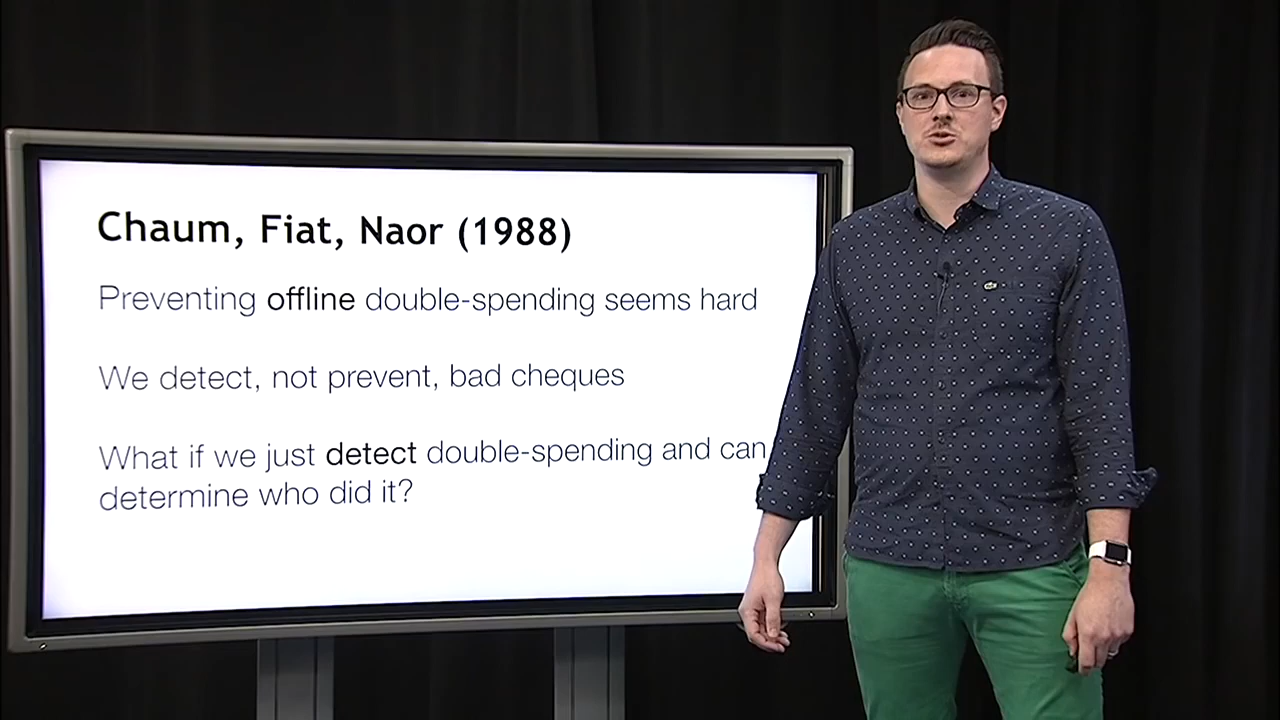 Chaum, Fiat, Naor (1988)
Preventing offline double-spending seems hard
We detect, not prevent, bad cheques
What if we just detect double-spending and can
determine who did it?